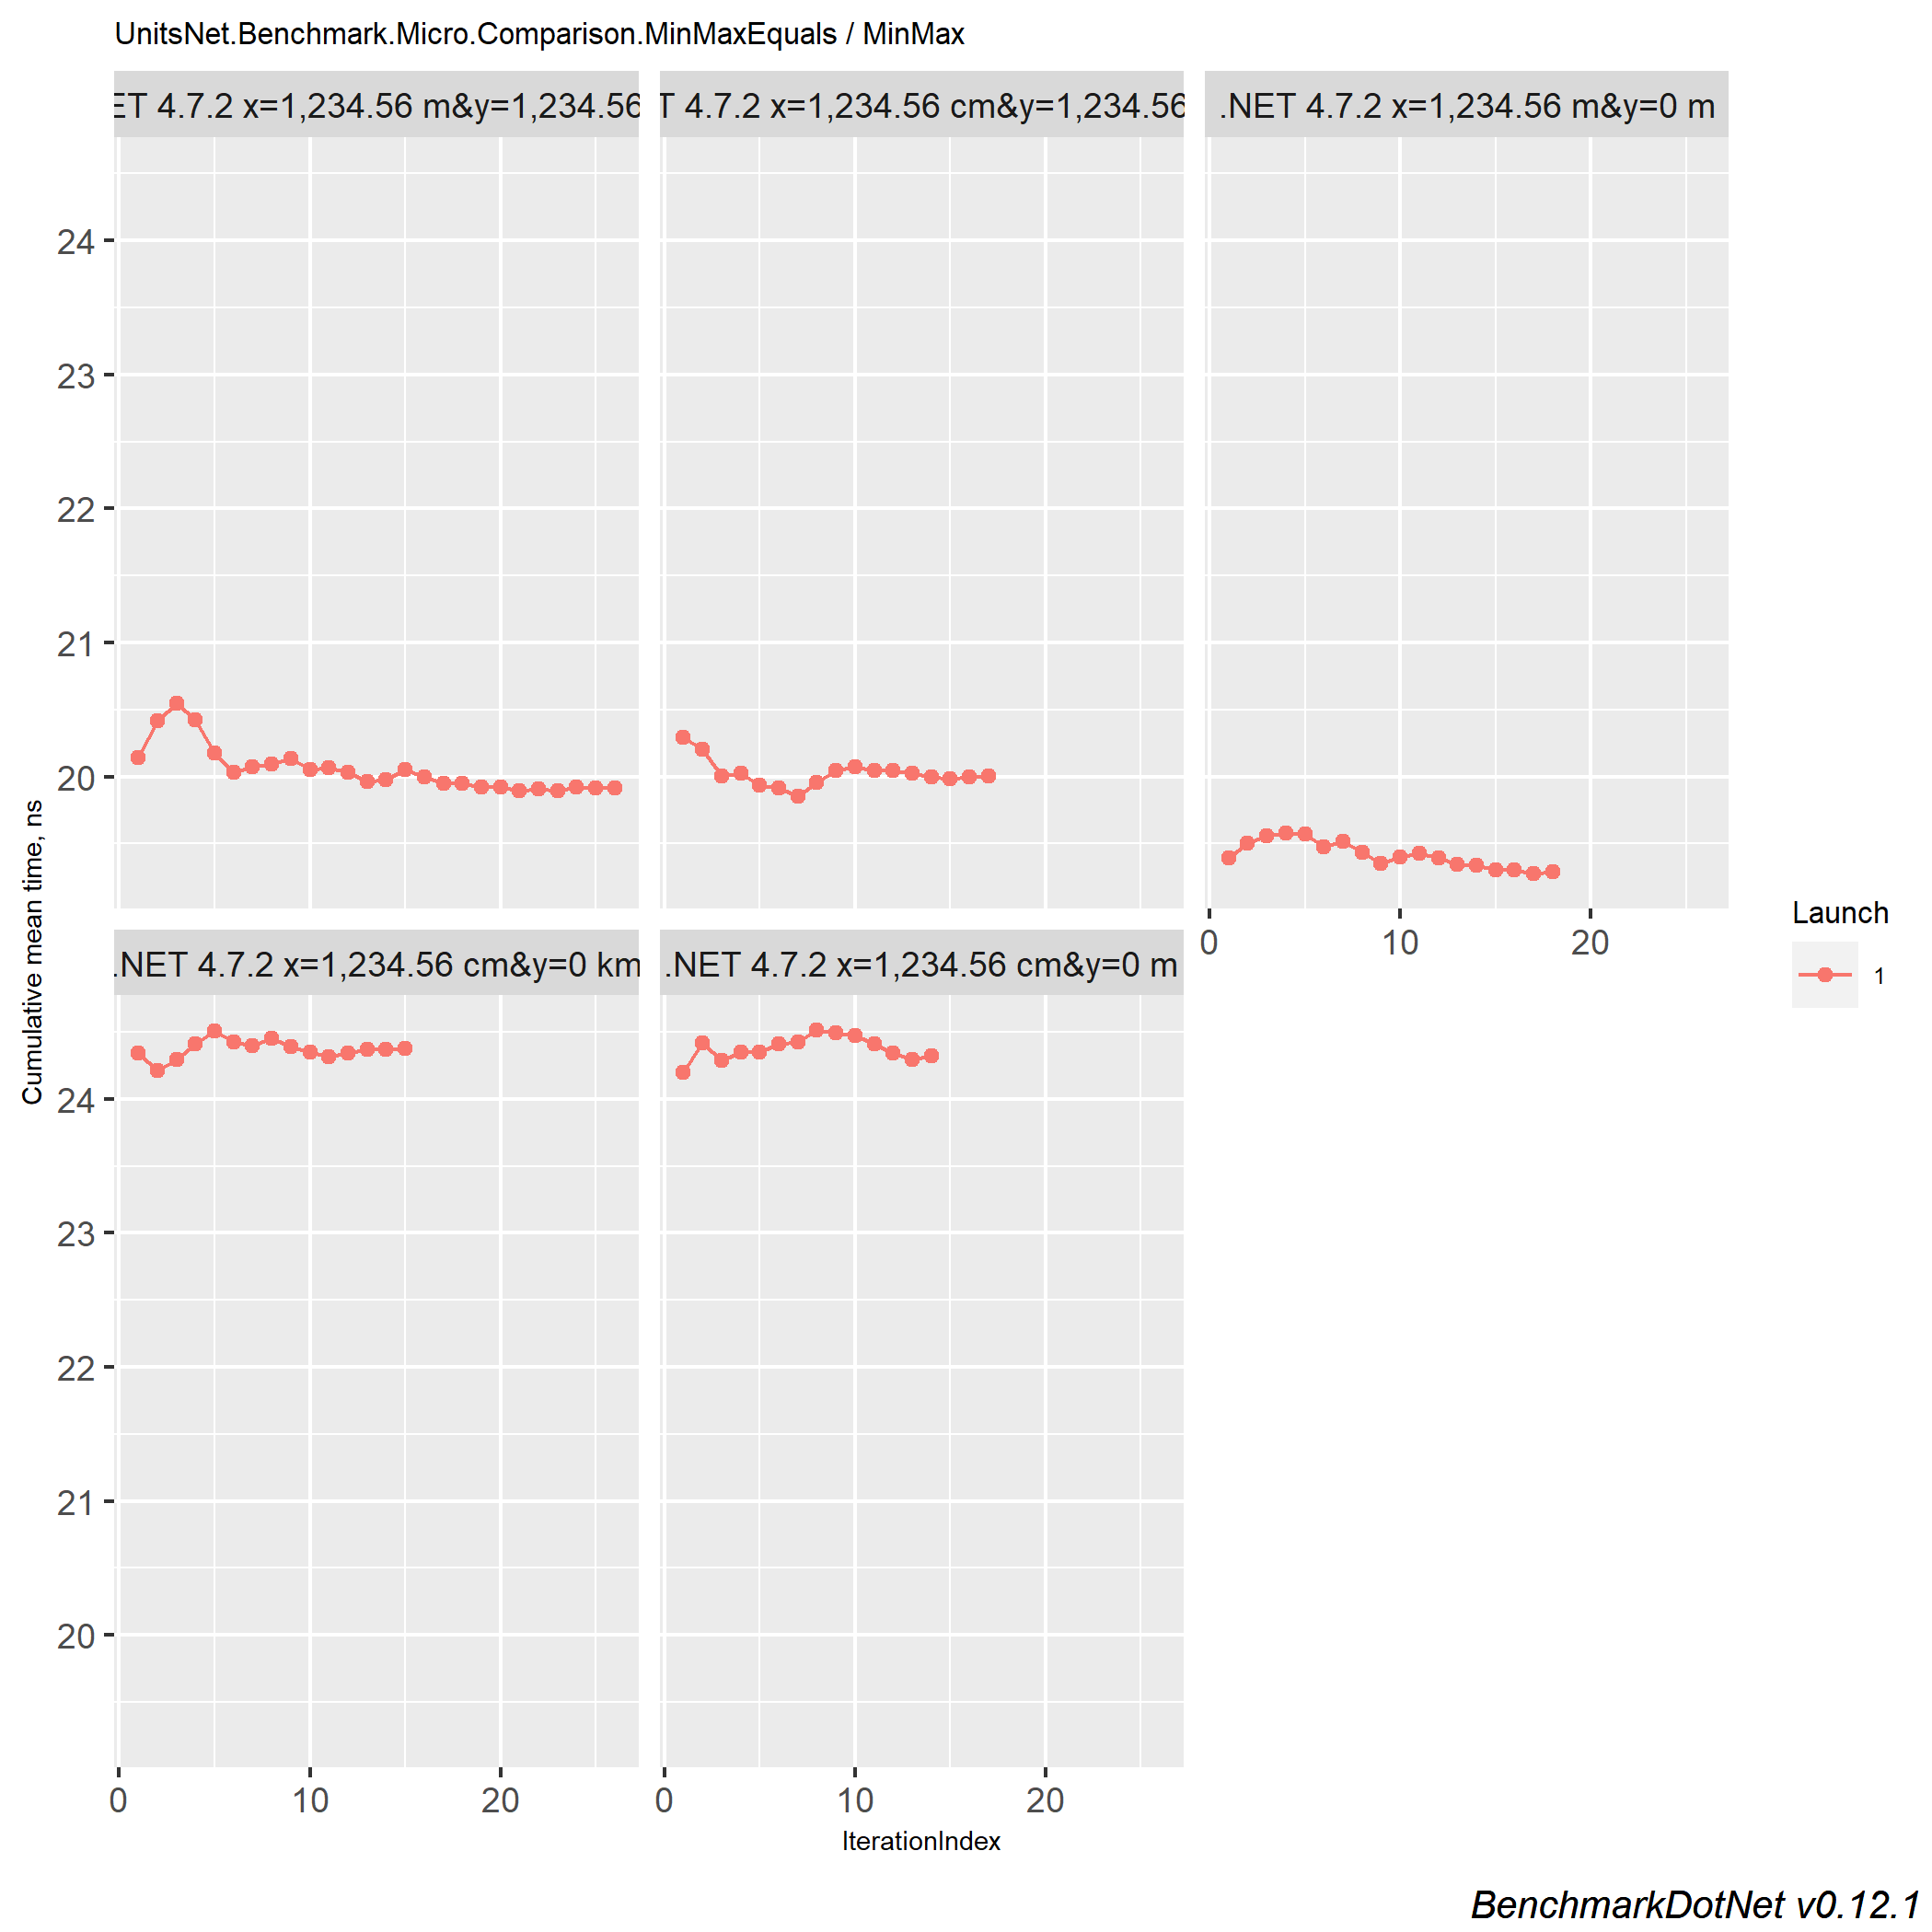 UnitsNet.Benchmark.Micro.Comparison.MinMaxEquals / MinMax
ET 4.7.2 x=1,234.56 m&y=1,234.56
T 4.7.2 x=1,234.56 cm&y=1,234.56
.NET 4.7.2 x=1,234.56 m&y=0 m
24
23
22
21
20
0 10 20
.NET 4.7.2 x=1,234.56 cm&y=0 km
.NET 4.7.2 x=1,234.56 cm&y=0 m
24
23
22
21
20
0 10 20
0 10 20
Cumulative mean time, ns
IterationIndex
Launch
1
BenchmarkDotNet v0.12.1